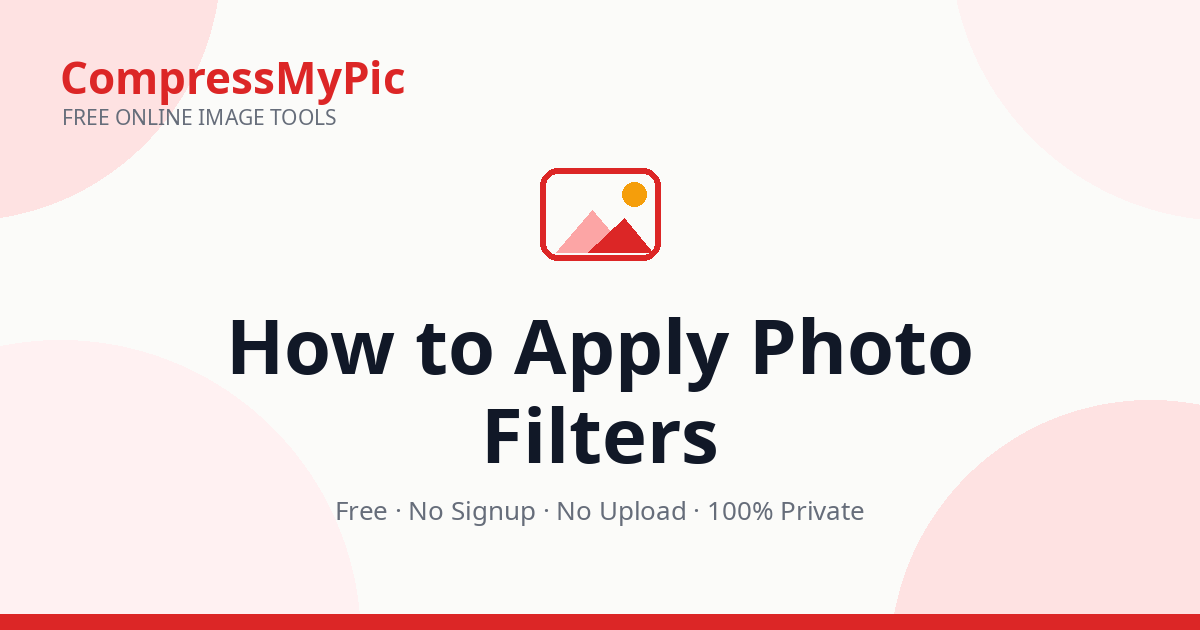 CompressMyPic
FREE ONLINE IMAGE TOOLS
How to Apply Photo
Filters
Free · No Signup · No Upload · 100% Private